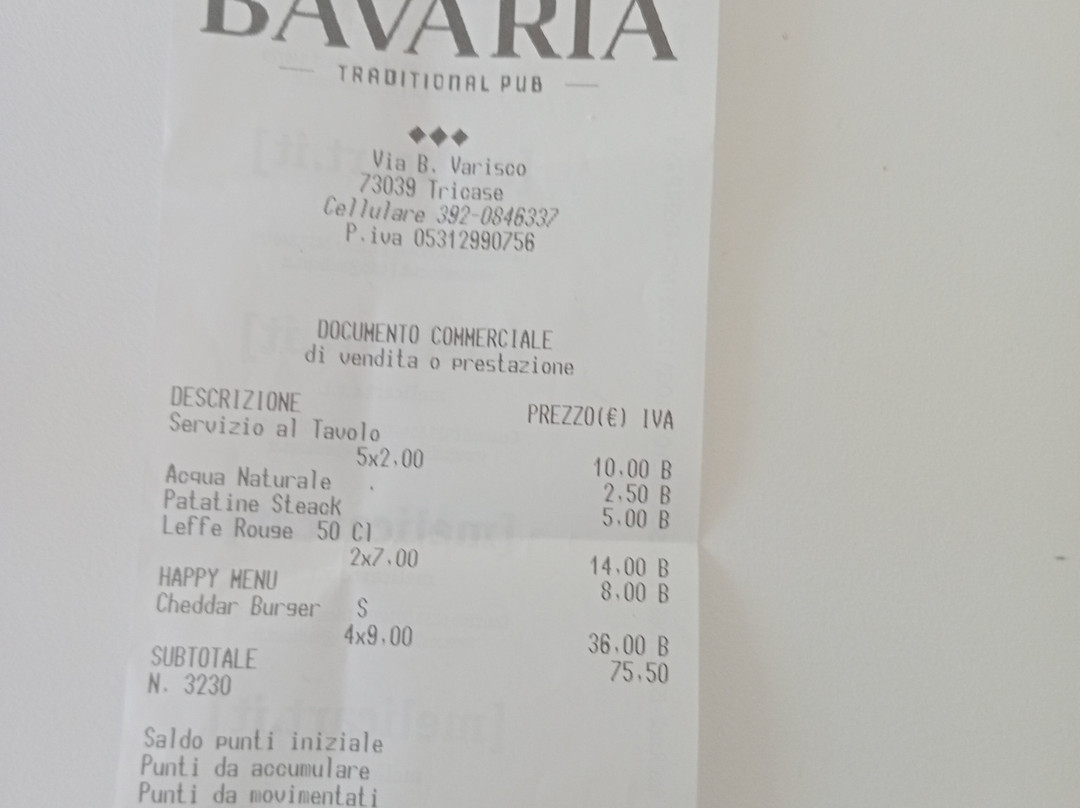 BAVARIA
TRADITIONAL PUB
Via B. Varisco
73039 Tricase
Cellulare 392-0846337
P.iva 05312990756
DOCUMENTO COMMERCIALE
di vendita o prestazione
DESCRIZIONE PREZZO(€) IVA
Servizio al Tavolo
5x2,00 10,00 B
Acqua Naturale 2,50 B
Patatine Steack 5,00 B
Leffe Rouge 50 Cl
2x7,00 14,00 B
HAPPY MENU 8,00 B
Cheddar Burger S
4x9,00 36,00 B
SUBTOTALE 75,50
N. 3230
Saldo punti iniziale
Punti da accumulare
Punti da movimentati